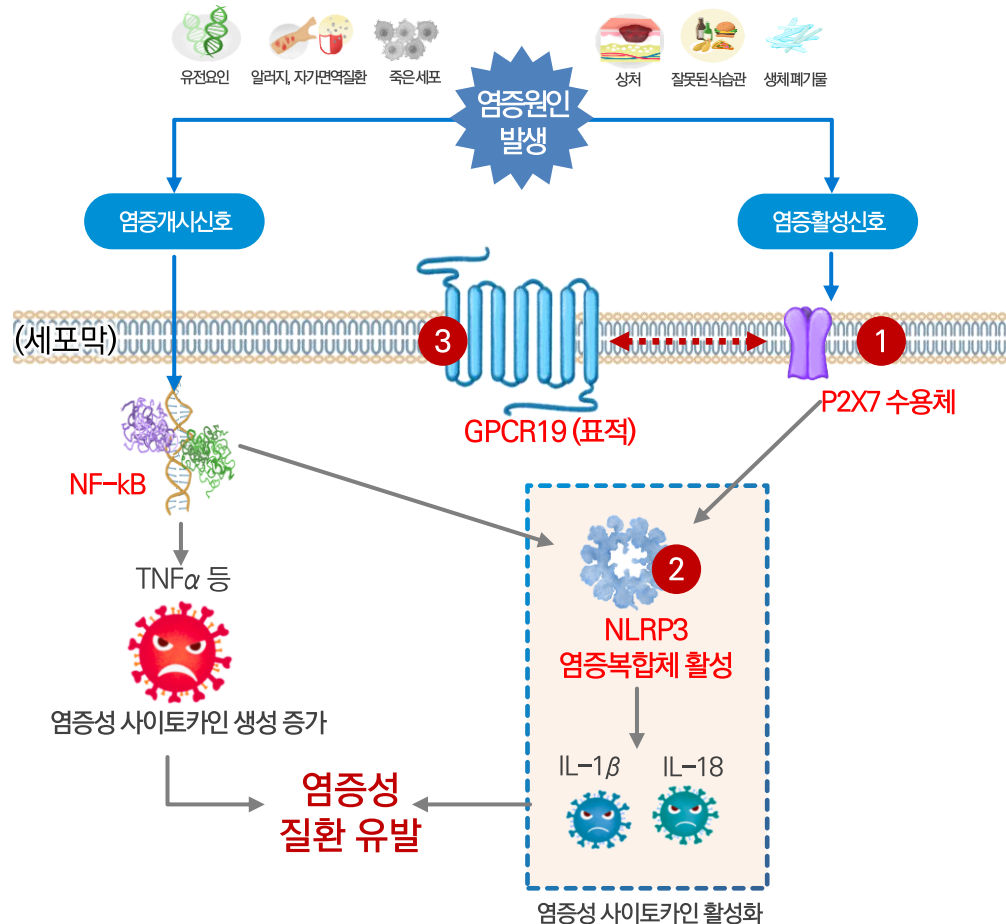 유전요인
알러지, 자가면역질환
죽은 세포
상처
잘못된 식습관
생체 폐기물
염증원인
발생
염증개시신호
염증활성신호
(세포막)
3
1
GPCR19 (표적)
P2X7 수용체
NF-kB
2
TNFα 등
NLRP3
염증복합체 활성
염증성 사이토카인 생성 증가
IL-1β
IL-18
염증성
질환 유발
염증성 사이토카인 활성화